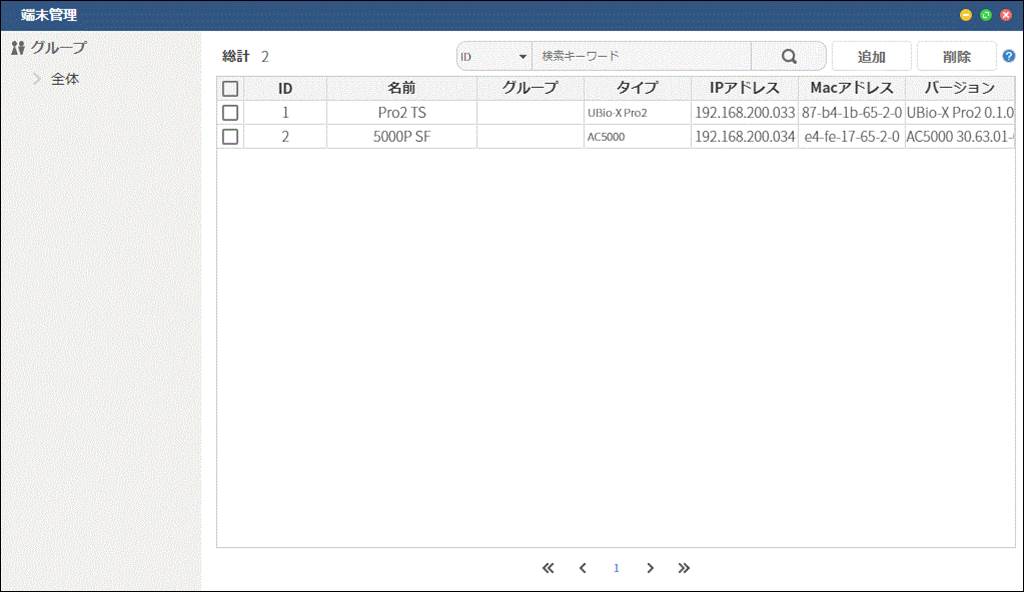 端末管理
グループ
全体
総計 2
ID
検索キーワード
追加
削除
?
ID 名前 グループ タイプ IPアドレス Macアドレス バージョン
1 Pro2 TS UBio-X Pro2 192.168.200.033 87-b4-1b-65-2-0 UBio-X Pro2 0.1.0
2 5000P SF AC5000 192.168.200.034 e4-fe-17-65-2-0 AC5000 30.63.01-
1